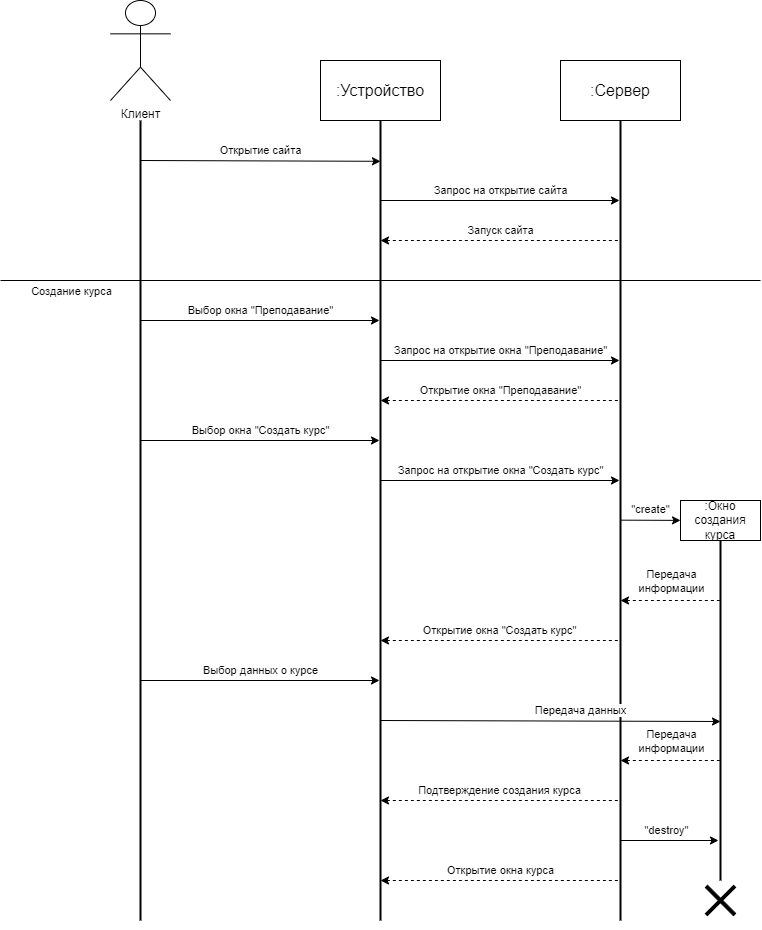 :Устройство
:Сервер
Клиент
Открытие сайта
Запрос на открытие сайта
Запуск сайта
Создание курса
Выбор окна "Преподавание"
Запрос на открытие окна "Преподавание"
Открытие окна "Преподавание"
Выбор окна "Создать курс"
Запрос на открытие окна "Создать курс"
"create"
:Окно
создания
курса
Передача
информации
Открытие окна "Создать курс"
Выбор данных о курсе
Передача данных
Передача
информации
Подтверждение создания курса
"destroy"
Открытие окна курса